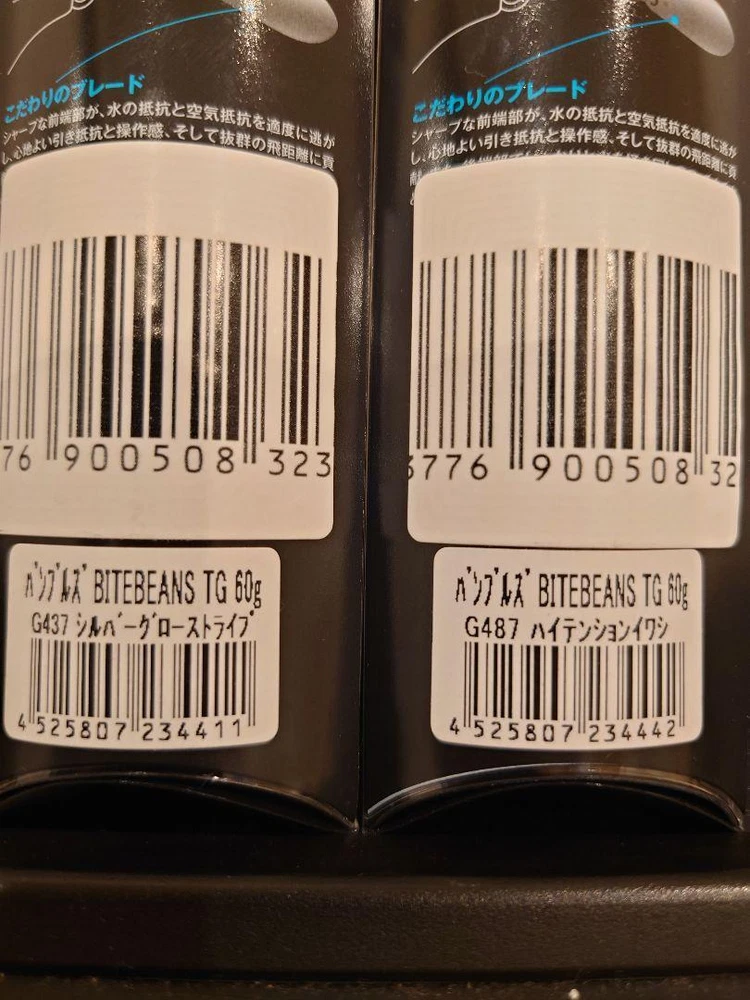 こだわりのブレード
シャープな前端部が、水の抵抗と空気抵抗を適度に逃が
し、心地よい引き抵抗と操作感、そして抜群の飛距離に貢
76 900508 323
バンブルズ BITEBEANS TG 60g
G437 シルバーグローストライプ
4 525807 234411
こだわりのブレード
シャープな前端部が、水の抵抗と空気抵抗を適度に逃が
し、心地よい引き抵抗と操作感、そして抜群の飛距離に貢
3776 900508 32
バンブルズ BITEBEANS TG 60g
G487 ハイテンションイワシ
4 525807 234442